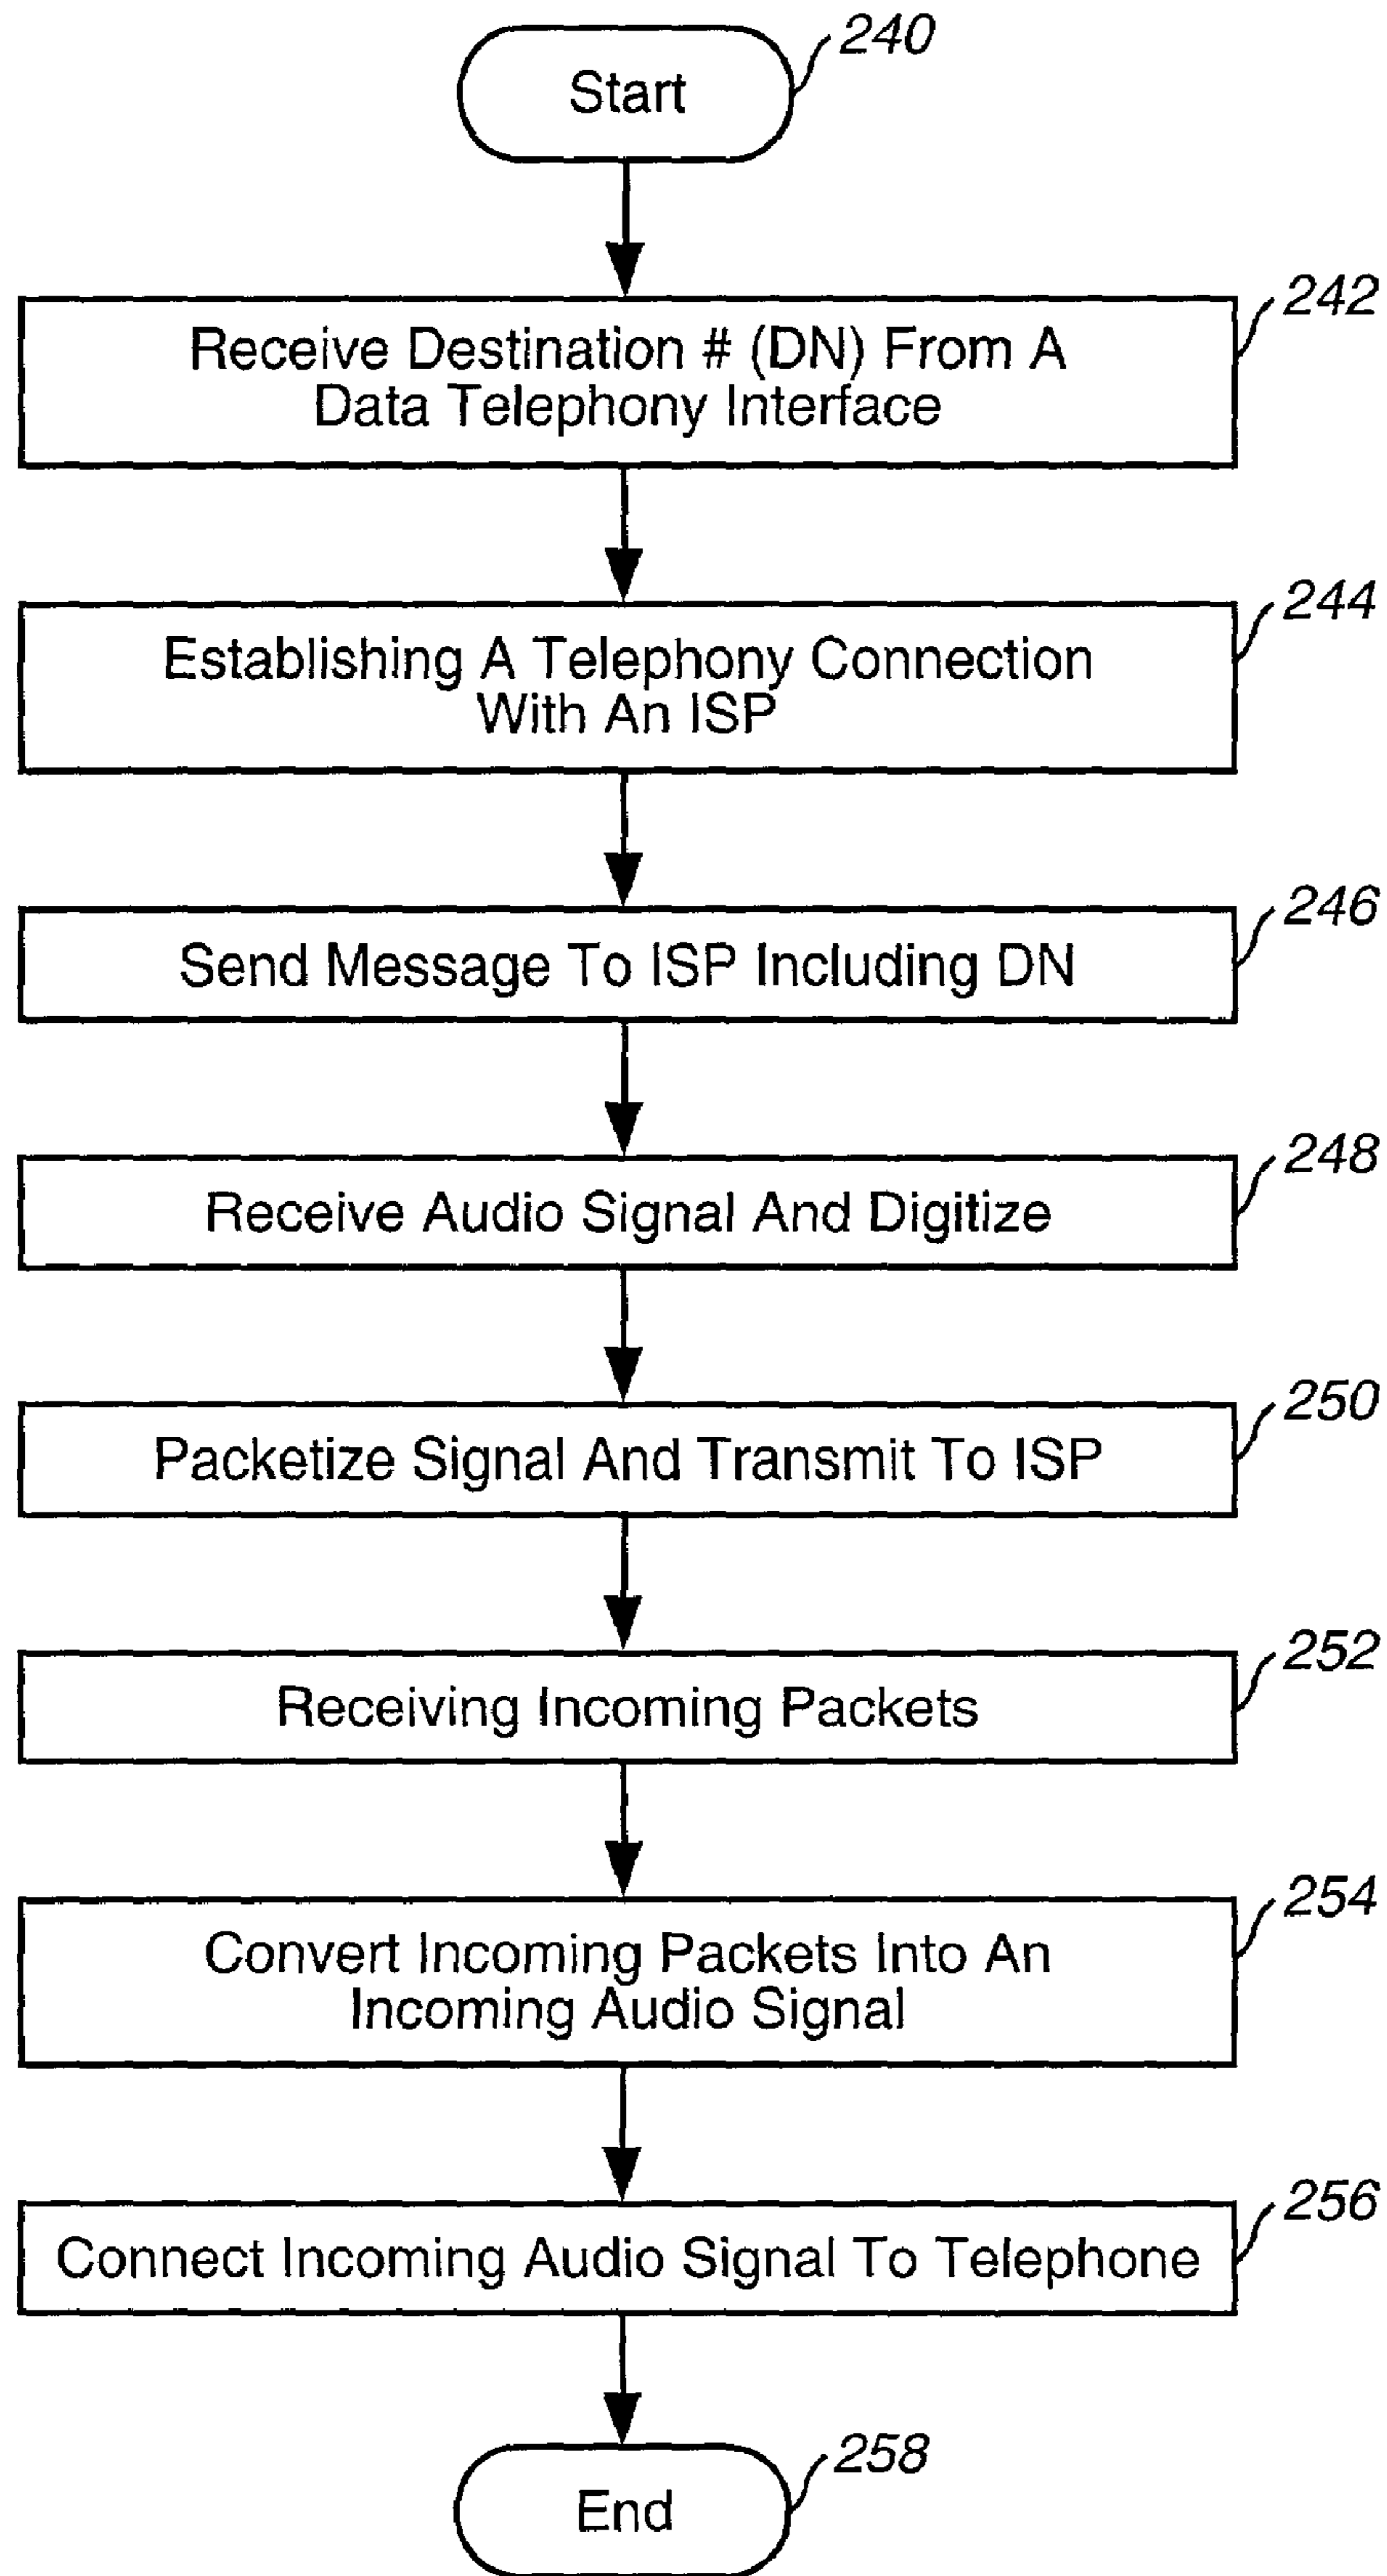 240
Start
242
Receive Destination # (DN) From A
Data Telephony Interface
244
Establishing A Telephony Connection
With An ISP
246
Send Message To ISP Including DN
248
Receive Audio Signal And Digitize
250
Packetize Signal And Transmit To ISP
252
Receiving Incoming Packets
254
Convert Incoming Packets Into An
Incoming Audio Signal
256
Connect Incoming Audio Signal To Telephone
258
End